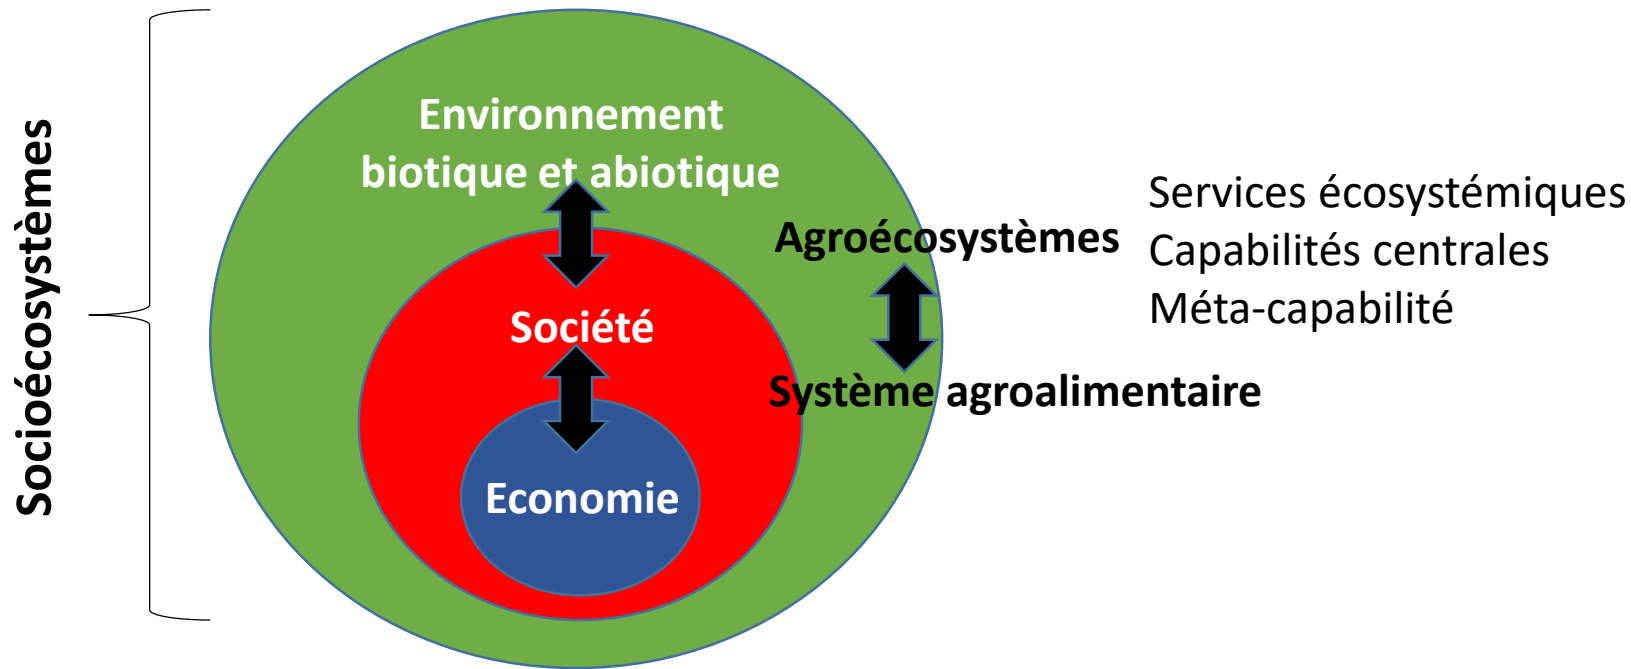 Socioécosystèmes
Environnement
biotique et abiotique
Société
Economie
Agroécosystèmes
Système agroalimentaire
Services écosystémiques
Capabilités centrales
Méta-capabilité